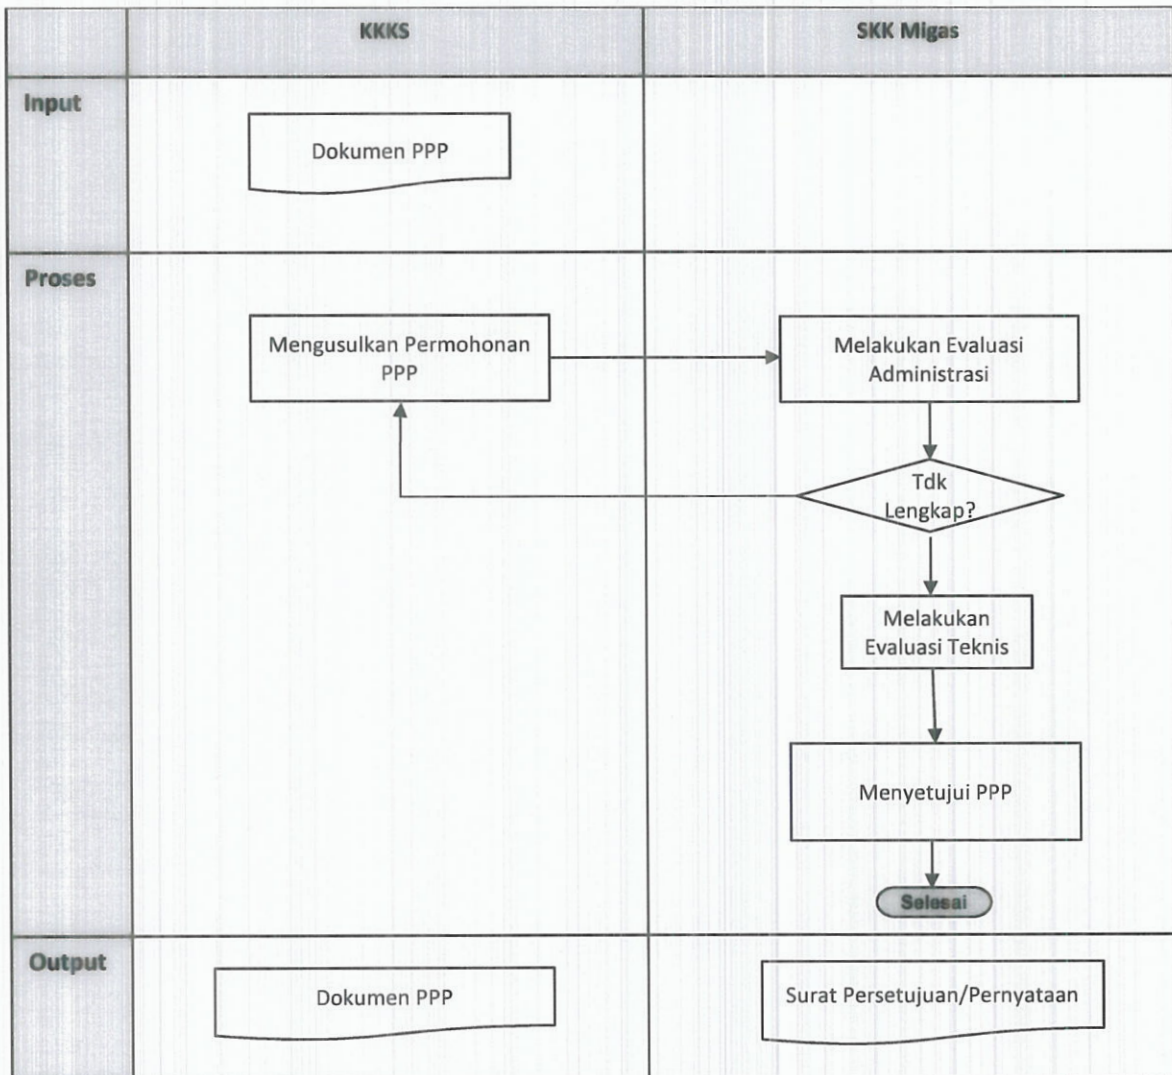 KKKS
SKK Migas
Input
Dokumen PPP
Proses
Mengusulkan Permohonan
PPP
Melakukan Evaluasi
Administrasi
Tdk
Lengkap?
Melakukan
Evaluasi Teknis
Menyetujui PPP
Selesai
Output
Dokumen PPP
Surat Persetujuan/Pernyataan